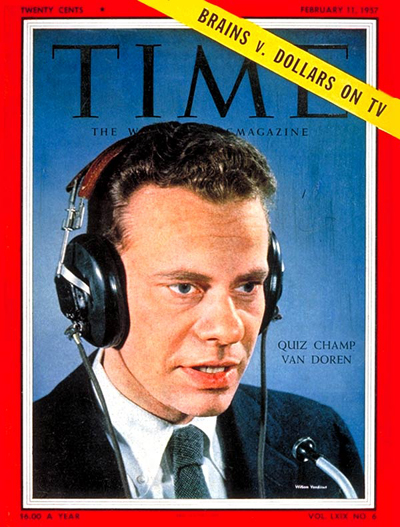 TWENTY CENTS
FEBRUARY 11, 1957
BRAINS V. DOLLARS ON TV
TIME
THE W MAGAZINE
QUIZ CHAMP
VAN DOREN
$6.00 A YEAR
VOL. LXIX NO. 6